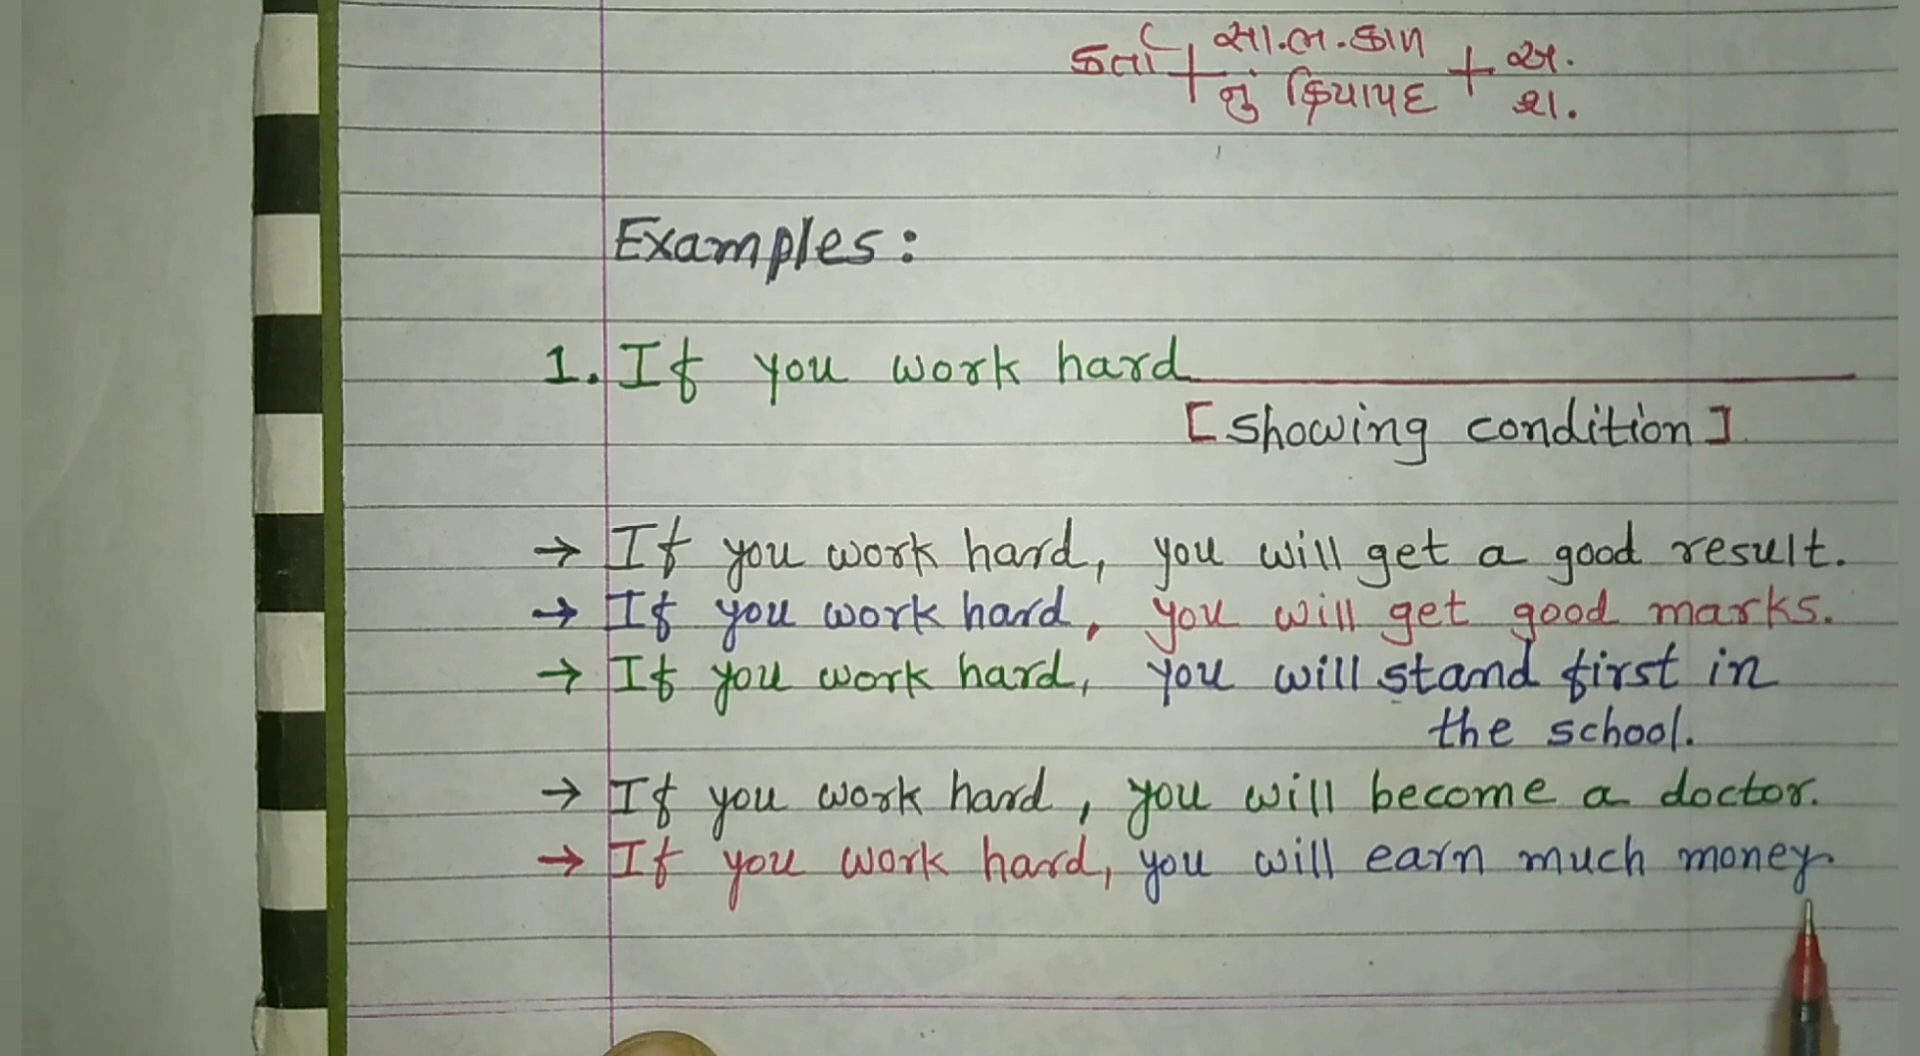 કર્તા + સા.ભ.કાળ + અ.
નું ક્રિયાપદ શ.
Examples:
1. If you work hard
[showing condition]
→ If you work hard, you will get a good result.
→ If you work hard, you will get good marks.
→ If you work hard, you will stand first in
the school.
→ If you work hard, you will become a doctor.
→ If you work hard, you will earn much money.